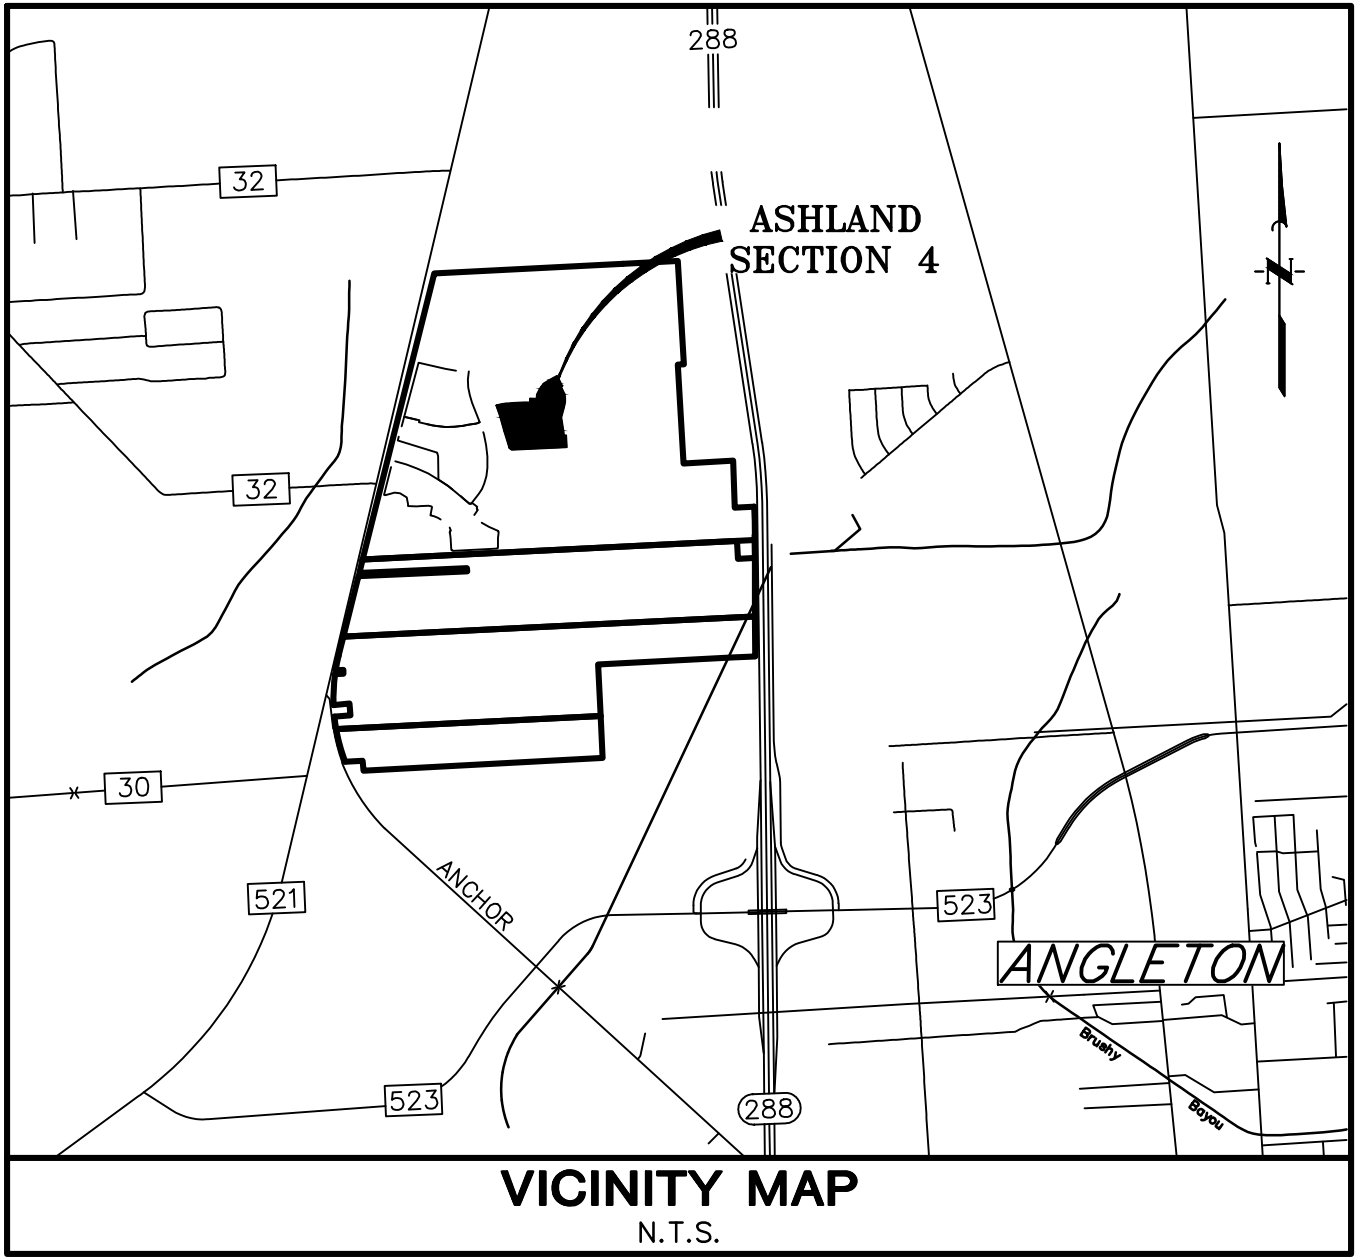 288
32
ASHLAND
SECTION 4
N
32
30
521
ANCHOR
523
ANGLETON
Brushy
523
288
Bayou
VICINITY MAP
N.T.S.